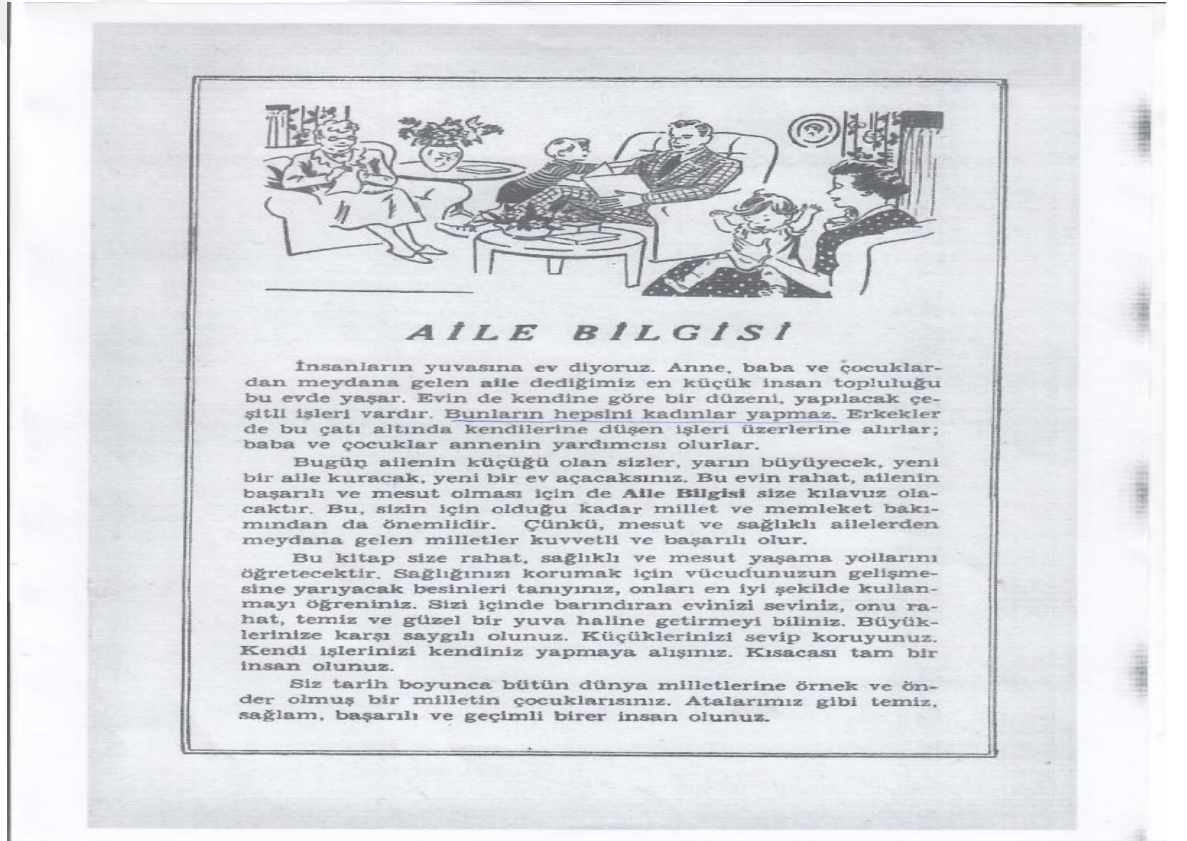 AİLE BİLGİSİ
İnsanların yuvasına ev diyoruz. Anne, baba ve çocuklar-
dan meydana gelen aile dediğimiz en küçük insan topluluğu
bu evde yaşar. Evin de kendine göre bir düzeni, yapılacak çe-
şitli işleri vardır. Bunların hepsini kadınlar yapmaz. Erkekler
de bu çatı altında kendilerine düşen işleri üzerlerine alırlar;
baba ve çocuklar annenin yardımcısı olurlar.
Bugün ailenin küçüğü olan sizler, yarın büyüyecek, yeni
bir aile kuracak, yeni bir ev açacaksınız. Bu evin rahat, ailenin
başarılı ve mesut olması için de Aile Bilgisi size kılavuz ola-
caktır. Bu, sizin için olduğu kadar millet ve memleket bakı-
mından da önemlidir. Çünkü, mesut ve sağlıklı ailelerden
meydana gelen milletler kuvvetli ve başarılı olur.
Bu kitap size rahat, sağlıklı ve mesut yaşama yollarını
öğretecektir. Sağlığınızı korumak için vücudunuzun gelişme-
sine yarıyacak besinleri tanıyınız, onları en iyi şekilde kullan-
mayı öğreniniz. Sizi içinde barındıran evinizi seviniz, onu ra-
hat, temiz ve güzel bir yuva haline getirmeyi biliniz. Büyük-
lerinize karşı saygılı olunuz. Küçüklerinizi sevip koruyunuz.
Kendi işlerinizi kendiniz yapmaya alışınız. Kısacası tam bir
insan olunuz.
Siz tarih boyunca bütün dünya milletlerine örnek ve ön-
der olmuş bir milletin çocuklarısınız. Atalarımız gibi temiz,
sağlam, başarılı ve geçimli birer insan olunuz.